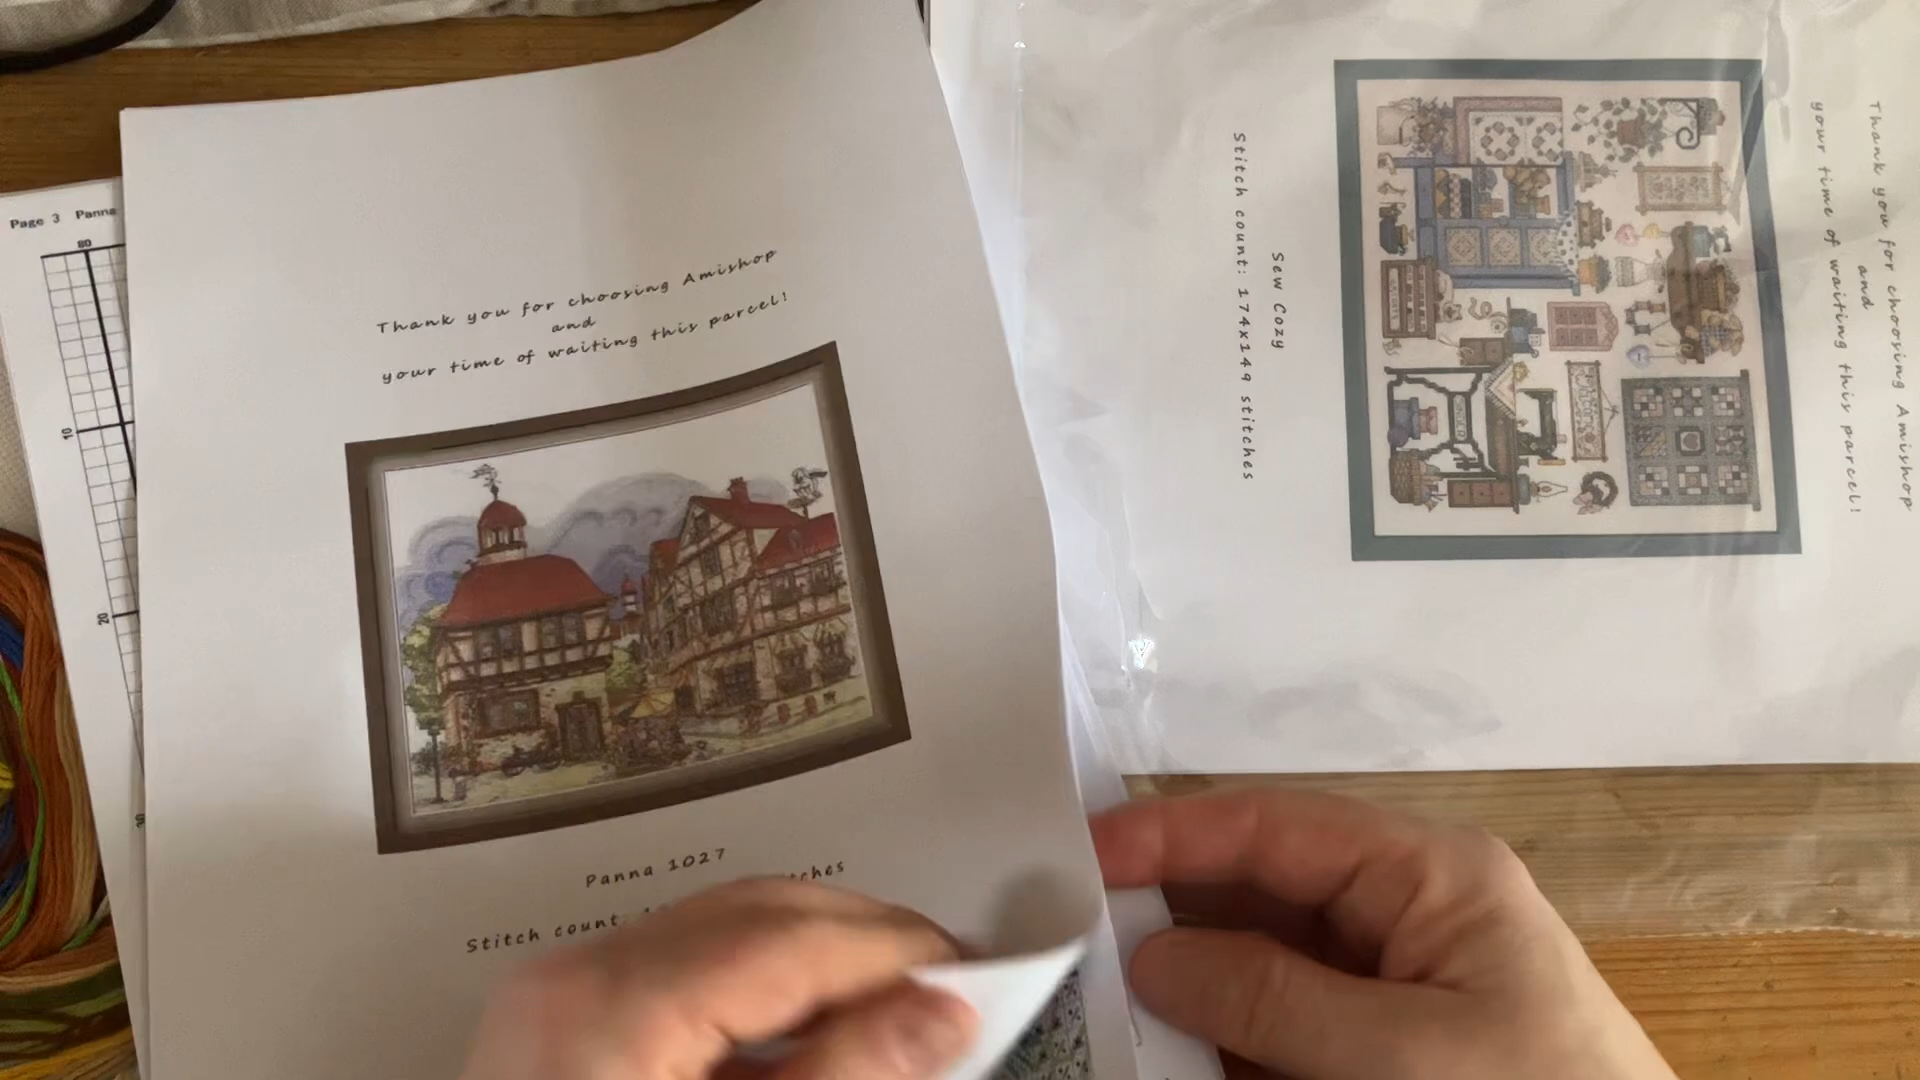 Page 3 Panna
80
10
20
30
Thank you for choosing Amishop
and
your time of waiting this parcel!
Panna 1027
Stitch count:
Thank you for choosing Amishop
and
your time of waiting this parcel!
Sew Cozy
Stitch count: 174x149 stitches